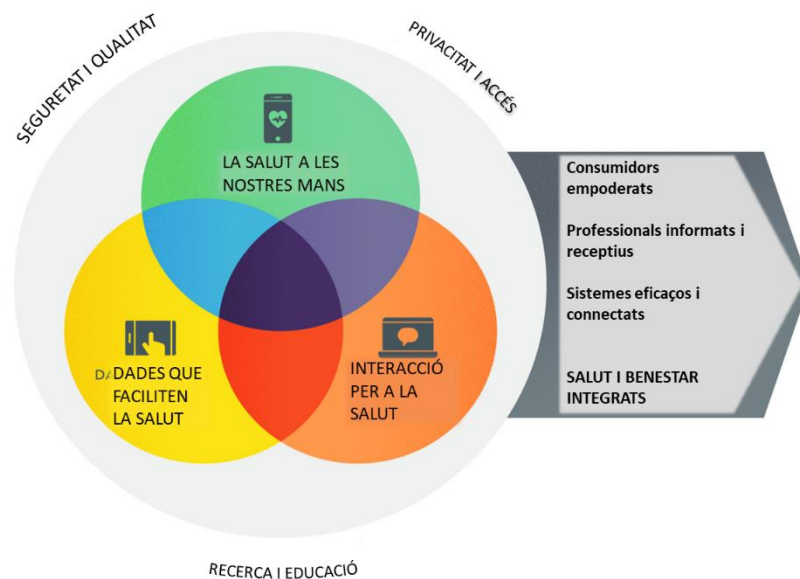 SEGURETAT I QUALITAT
PRIVACITAT I ACCÉS
LA SALUT A LES
NOSTRES MANS
DADES QUE
FACILITEN
LA SALUT
INTERACCIÓ
PER A LA
SALUT
RECERCA I EDUCACIÓ
Consumidors
empoderats
Professionals informats i
receptius
Sistemes eficaços i
connectats
SALUT I BENESTAR
INTEGRATS